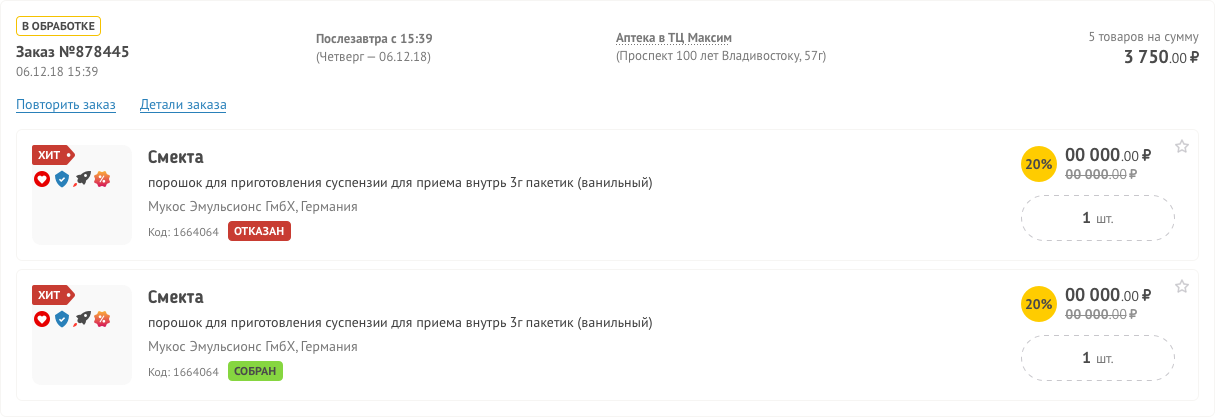 В ОБРАБОТКЕ
Заказ №878445
06.12.18 15:39
Послезавтра с 15:39
(Четверг — 06.12.18)
Аптека в ТЦ Максим
(Проспект 100 лет Владивостоку, 57г)
5 товаров на сумму
3 750.00 ₽
Повторить заказ
Детали заказа
ХИТ
Смекта
порошок для приготовления суспензии для приема внутрь 3г пакетик (ванильный)
Мукос Эмульсионс ГмбХ, Германия
Код: 1664064 ОТКАЗАН
20%
00 000.00 ₽
00 000.00 ₽
1 шт.
ХИТ
Смекта
порошок для приготовления суспензии для приема внутрь 3г пакетик (ванильный)
Мукос Эмульсионс ГмбХ, Германия
Код: 1664064 СОБРАН
20%
00 000.00 ₽
00 000.00 ₽
1 шт.